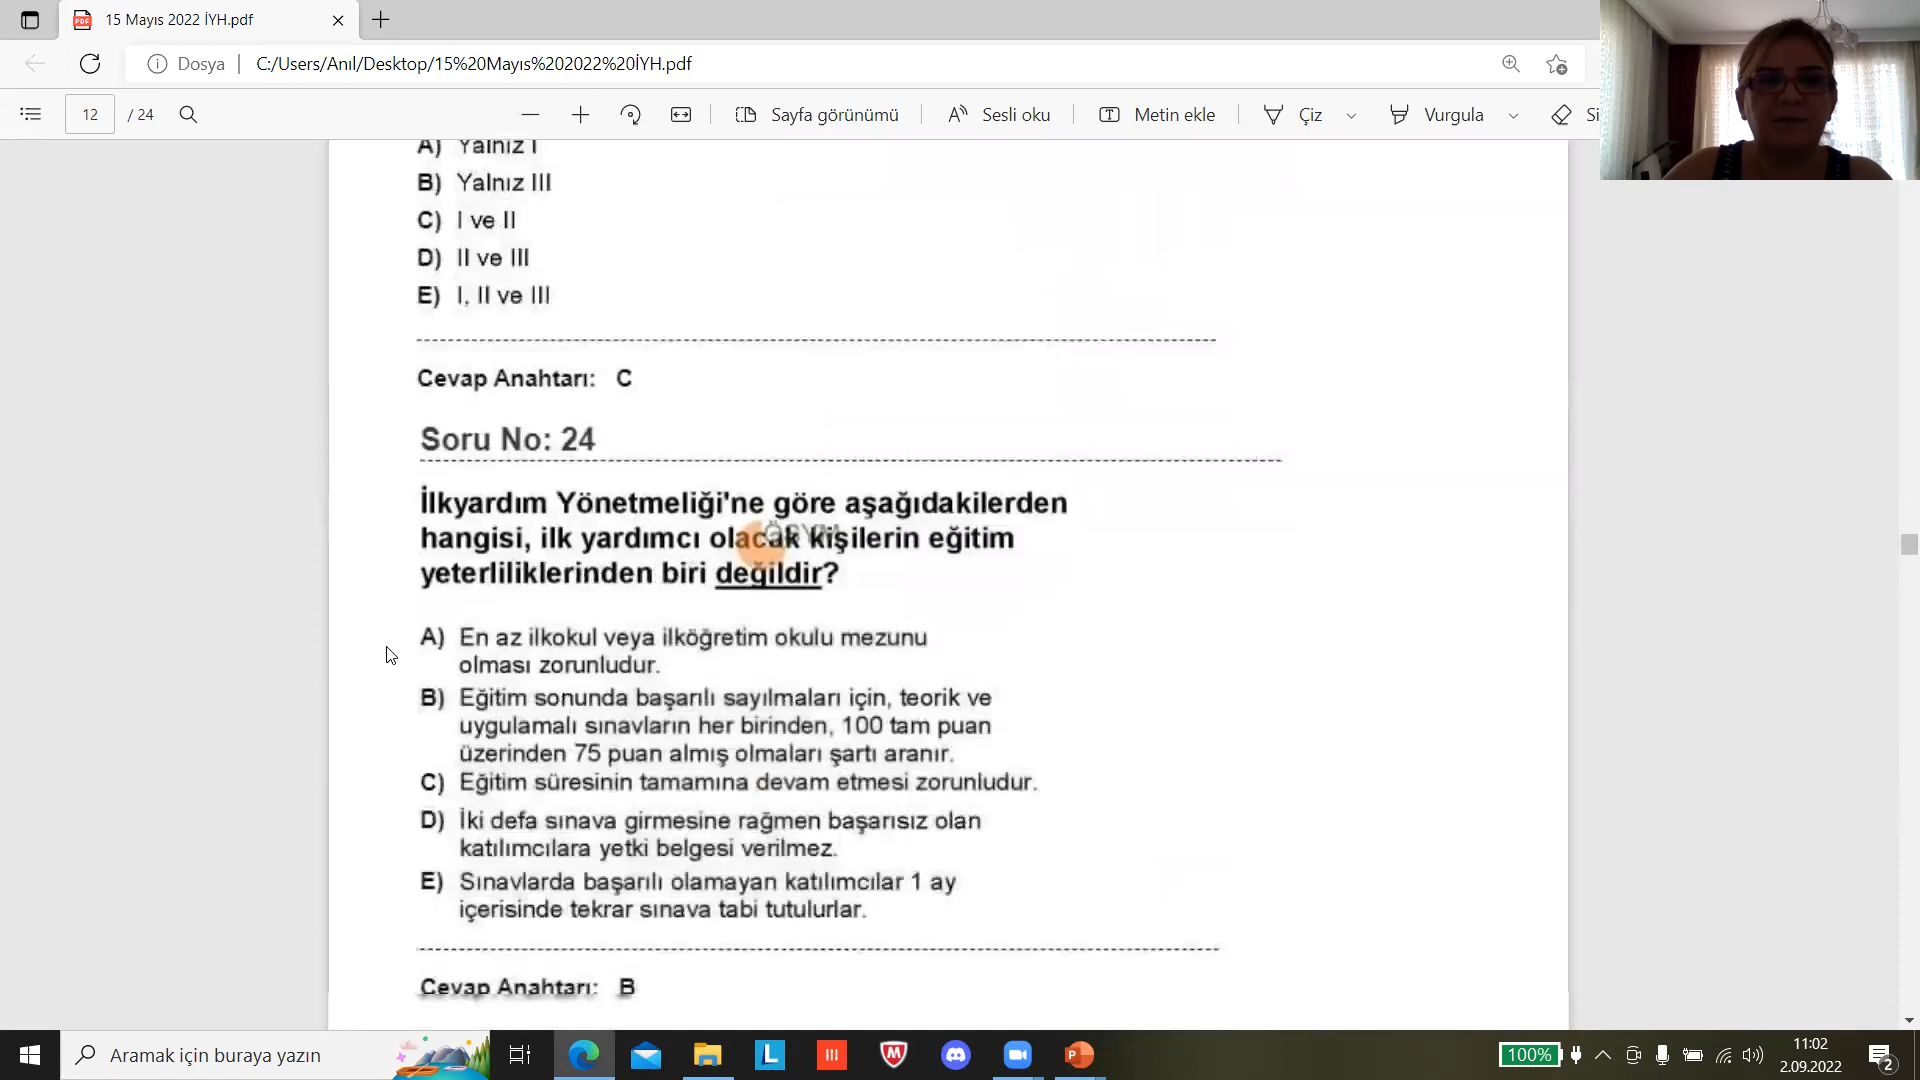 15 Mayıs 2022 İYH.pdf
Dosya
C:/Users/Anıl/Desktop/15%20Mayıs%202022%20İYH.pdf
12 / 24
Sayfa görünümü
Sesli oku
Metin ekle
Çiz
Vurgula
Si
A) Yalnız I
B) Yalnız III
C) I ve II
D) II ve III
E) I, II ve III
Cevap Anahtarı: C
Soru No: 24
İlkyardım Yönetmeliği'ne göre aşağıdakilerden
hangisi, ilk yardımcı olacak kişilerin eğitim
yeterliliklerinden biri değildir?
A) En az ilkokul veya ilköğretim okulu mezunu
olması zorunludur.
B) Eğitim sonunda başarılı sayılmaları için, teorik ve
uygulamalı sınavların her birinden, 100 tam puan
üzerinden 75 puan almış olmaları şartı aranır.
C) Eğitim süresinin tamamına devam etmesi zorunludur.
D) İki defa sınava girmesine rağmen başarısız olan
katılımcılara yetki belgesi verilmez.
E) Sınavlarda başarılı olamayan katılımcılar 1 ay
içerisinde tekrar sınava tabi tutulurlar.
Cevap Anahtarı: B
Aramak için buraya yazın
100%
11:02
2.09.2022
2